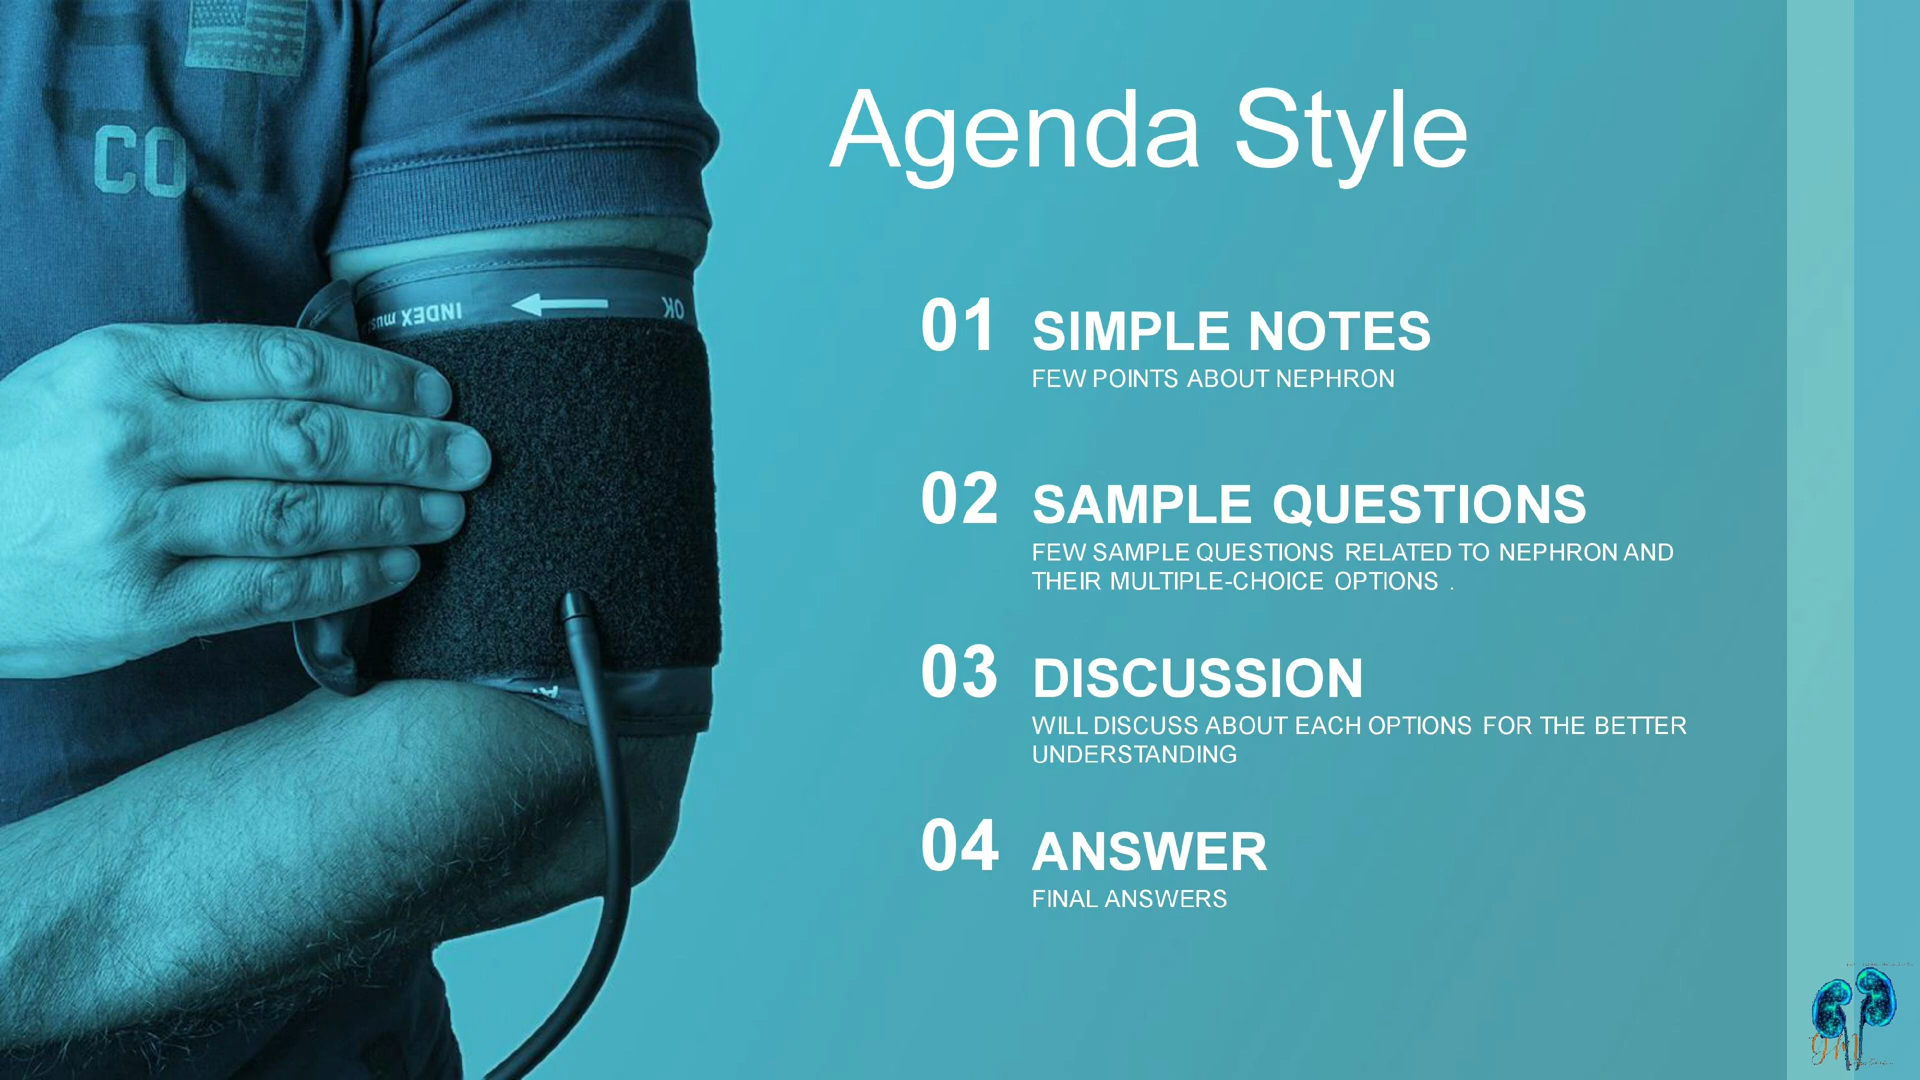 Agenda Style
01 SIMPLE NOTES
FEW POINTS ABOUT NEPHRON
02 SAMPLE QUESTIONS
FEW SAMPLE QUESTIONS RELATED TO NEPHRON AND
THEIR MULTIPLE-CHOICE OPTIONS .
03 DISCUSSION
WILL DISCUSS ABOUT EACH OPTIONS FOR THE BETTER
UNDERSTANDING
04 ANSWER
FINAL ANSWERS
CO.
INDEX mus
OK